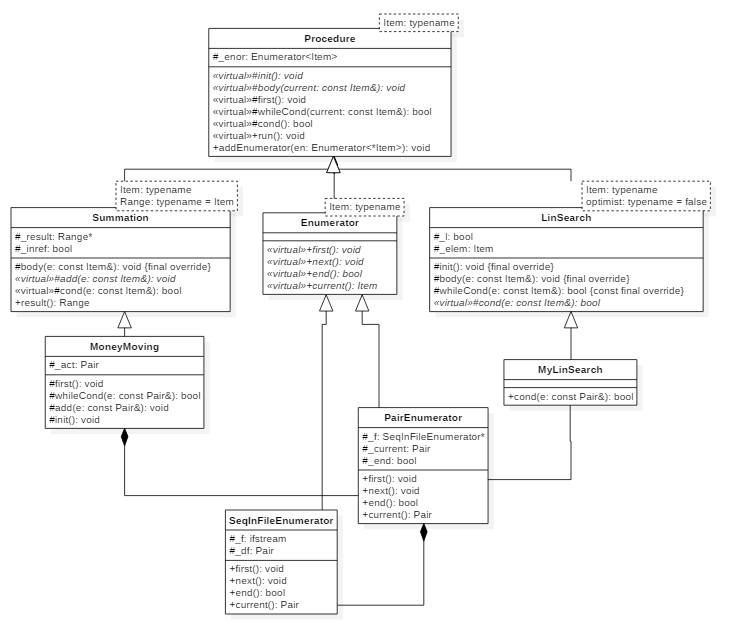 Item: typename
Procedure
#_enor: Enumerator<Item>
«virtual»#init(): void
«virtual»#body(current: const Item&): void
«virtual»#first(): void
«virtual»#whileCond(current: const Item&): bool
«virtual»#cond(): bool
«virtual»+run(): void
+addEnumerator(en: Enumerator<*Item>): void
Item: typename
Range: typename = Item
Summation
#_result: Range*
#_inref: bool
#body(e: const Item&): void {final override}
«virtual»#add(e: const Item&): void
«virtual»#cond(e: const Item&): bool
+result(): Range
Item: typename
Enumerator
«virtual»+first(): void
«virtual»+next(): void
«virtual»+end(): bool
«virtual»+current(): Item
Item: typename
optimist: typename = false
LinSearch
#_l: bool
#_elem: Item
#init(): void {final override}
#body(e: const Item&): void {final override}
#whileCond(e: const Item&): bool {const final override}
«virtual»#cond(e: const Item&): bool
MoneyMoving
#_act: Pair
#first(): void
#whileCond(e: const Pair&): bool
#add(e: const Pair&): void
#init(): void
MyLinSearch
+cond(e: const Pair&): bool
PairEnumerator
#_f: SeqInFileEnumerator*
#_current: Pair
#_end: bool
+first(): void
+next(): void
+end(): bool
+current(): Pair
SeqInFileEnumerator
#_f: ifstream
#_df: Pair
+first(): void
+next(): void
+end(): bool
+current(): Pair